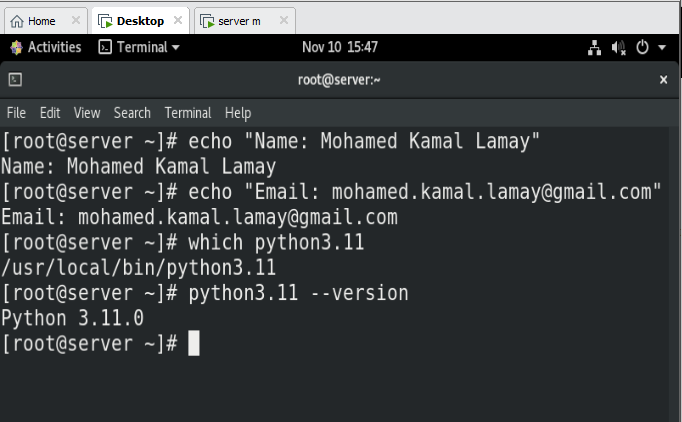 Home
Desktop
server m
Activities
Terminal
Nov 10 15:47
root@server:~
File Edit View Search Terminal Help
[root@server ~]# echo "Name: Mohamed Kamal Lamay"
Name: Mohamed Kamal Lamay
[root@server ~]# echo "Email: mohamed.kamal.lamay@gmail.com"
Email: mohamed.kamal.lamay@gmail.com
[root@server ~]# which python3.11
/usr/local/bin/python3.11
[root@server ~]# python3.11 --version
Python 3.11.0
[root@server ~]#